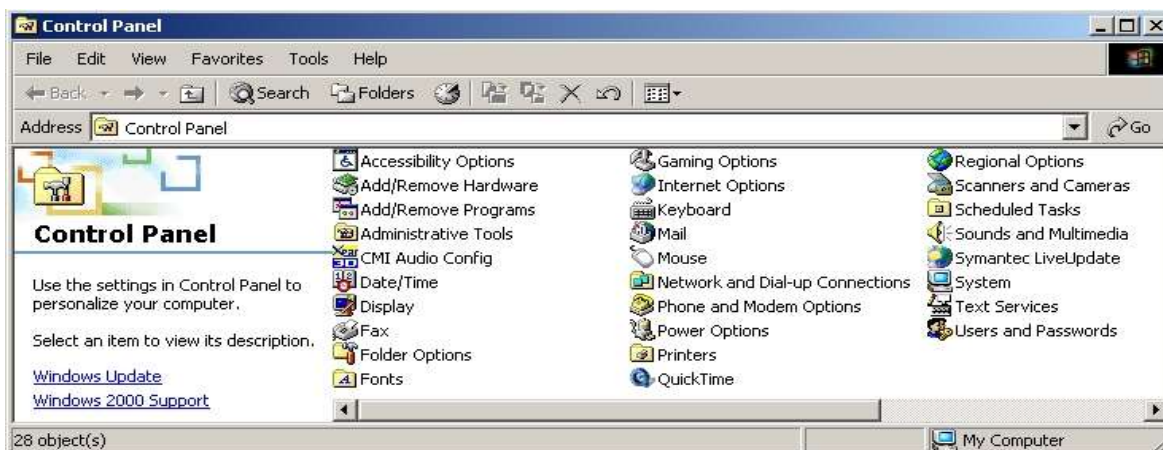 Control Panel
File Edit View Favorites Tools Help
Back Search Folders
Address Control Panel Go
Control Panel
Use the settings in Control Panel to
personalize your computer.
Select an item to view its description.
Windows Update
Windows 2000 Support
Accessibility Options
Add/Remove Hardware
Add/Remove Programs
Administrative Tools
CMI Audio Config
Date/Time
Display
Fax
Folder Options
Fonts
Gaming Options
Internet Options
Keyboard
Mail
Mouse
Network and Dial-up Connections
Phone and Modem Options
Power Options
Printers
QuickTime
Regional Options
Scanners and Cameras
Scheduled Tasks
Sounds and Multimedia
Symantec LiveUpdate
System
Text Services
Users and Passwords
28 object(s) My Computer